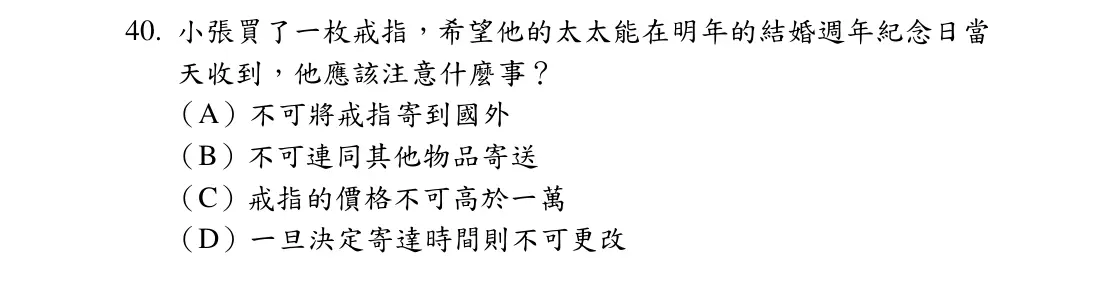 40. 小張買了一枚戒指，希望他的太太能在明年的結婚週年紀念日當
天收到，他應該注意什麼事？
（A）不可將戒指寄到國外
（B）不可連同其他物品寄送
（C）戒指的價格不可高於一萬
（D）一旦決定寄達時間則不可更改